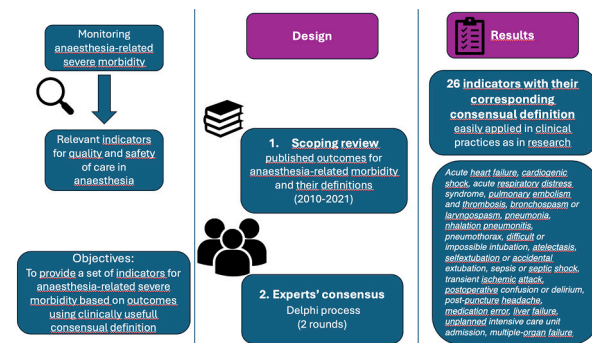 Monitoring
anaesthesia-related
severe morbidity
Relevant indicators
for quality and safety
of care in
anaesthesia
Objectives:
To provide a set of indicators for
anaesthesia-related severe
morbidity based on outcomes
using clinically usefull
consensual definition
Design
1. Scoping review
published outcomes for
anaesthesia-related morbidity
and their definitions
(2010-2021)
2. Experts' consensus
Delphi process
(2 rounds)
Results
26 indicators with their
corresponding
consensual definition
easily applied in clinical
practices as in research
Acute heart failure, cardiogenic
shock, acute respiratory distress
syndrome, pulmonary embolism
and thrombosis, bronchospasm or
laryngospasm, pneumonia,
nhalation pneumonitis,
pneumothorax, difficult or
impossible intubation, atelectasis,
selfextubation or accidental
extubation, sepsis or septic shock,
transient ischemic attack,
postoperative confusion or delirium,
post-puncture headache,
medication error, liver failure,
unplanned intensive care unit
admission, multiple-organ failure